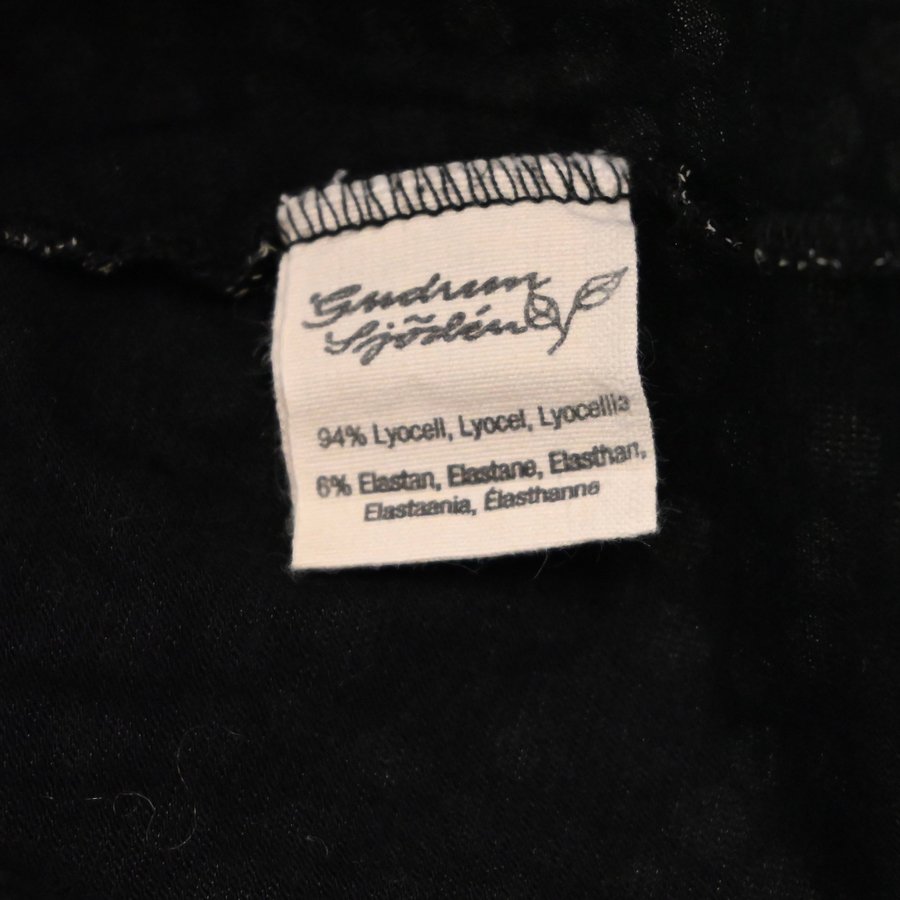 Gudrun
Sjödén
94% Lyocell, Lyocel, Lyocellia
6% Elastan, Elastane, Elasthan,
Elastaania, Élasthanne